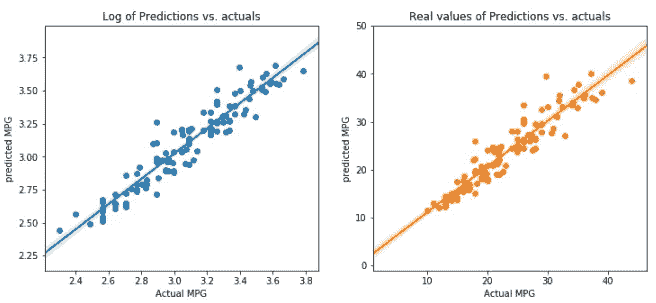 Log of Predictions vs. actuals
predicted MPG
3.75
3.50
3.25
3.00
2.75
2.50
2.25
2.4 2.6 2.8 3.0 3.2 3.4 3.6 3.8
Actual MPG
Real values of Predictions vs. actuals
predicted MPG
50
40
30
20
10
0
10 20 30 40
Actual MPG